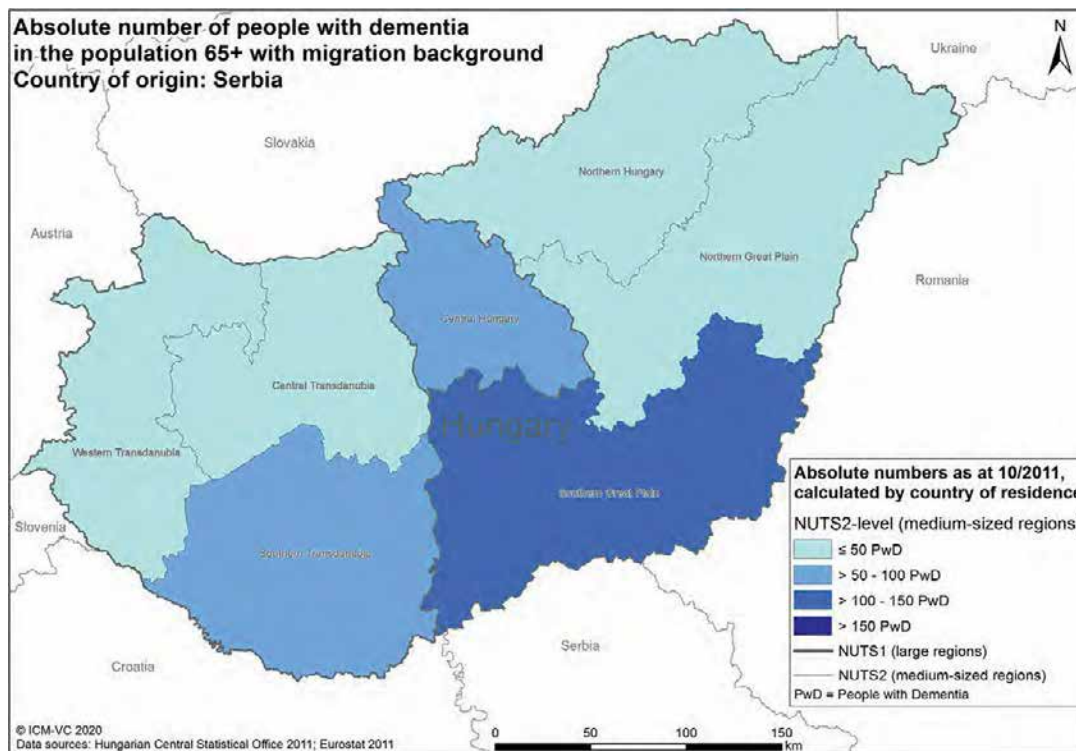 Absolute number of people with dementia
in the population 65+ with migration background
Country of origin: Serbia
N
Ukraine
Slovakia
Northern Hungary
Austria
Northern Great Plain
Romania
Central Hungary
Central Transdanubia
Hungary
Western Transdanubia
Southern Great Plain
Slovenia
Southern Transdanubia
Croatia
Serbia
Absolute numbers as at 10/2011,
calculated by country of residence
NUTS2-level (medium-sized regions
≤ 50 PwD
> 50 - 100 PwD
> 100 - 150 PwD
> 150 PwD
NUTS1 (large regions)
NUTS2 (medium-sized regions)
PwD = People with Dementia
© ICM-VC 2020
Data sources: Hungarian Central Statistical Office 2011; Eurostat 2011
0 50 100 150
km